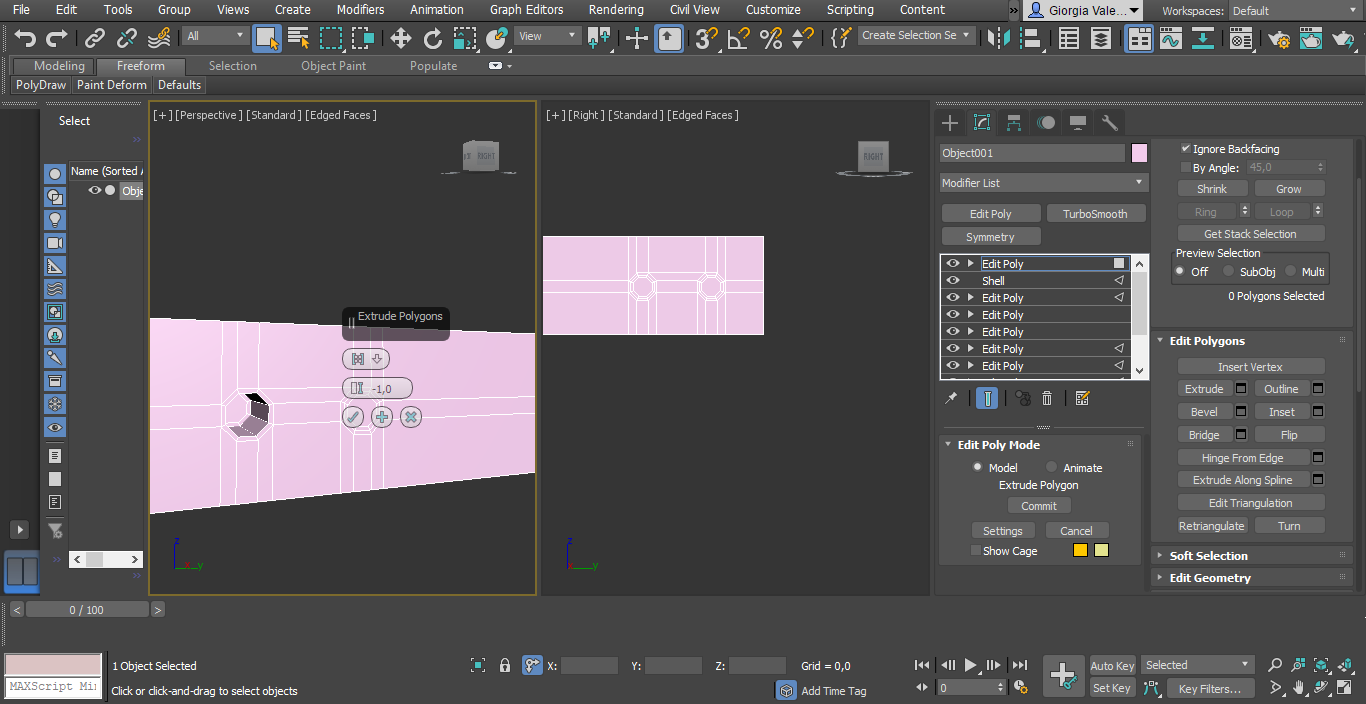 File Edit Tools Group Views Create Modifiers Animation Graph Editors Rendering Civil View Customize Scripting Content » Giorgia Vale... Workspaces: Default
All View Create Selection Se
Modeling Freeform Selection Object Paint Populate
PolyDraw Paint Deform Defaults
Select
Name (Sorted A
Obje
[+] [Perspective ] [Standard ] [Edged Faces ]
RIGHT
Extrude Polygons
-1,0
z
y
[+] [Right ] [Standard ] [Edged Faces ]
RIGHT
z
y
Object001
Modifier List
Edit Poly TurboSmooth
Symmetry
Edit Poly
Shell
Edit Poly
Edit Poly
Edit Poly
Edit Poly
Edit Poly
Edit Poly Mode
Model Animate
Extrude Polygon
Commit
Settings Cancel
Show Cage
Ignore Backfacing
By Angle: 45,0
Shrink Grow
Ring Loop
Get Stack Selection
Preview Selection
Off SubObj Multi
0 Polygons Selected
Edit Polygons
Insert Vertex
Extrude Outline
Bevel Inset
Bridge Flip
Hinge From Edge
Extrude Along Spline
Edit Triangulation
Retriangulate Turn
Soft Selection
Edit Geometry
< 0 / 100 >
1 Object Selected X: Y: Z: Grid = 0,0 Auto Key Selected
MAXScript Mi Click or click-and-drag to select objects Add Time Tag 0 Set Key Key Filters...